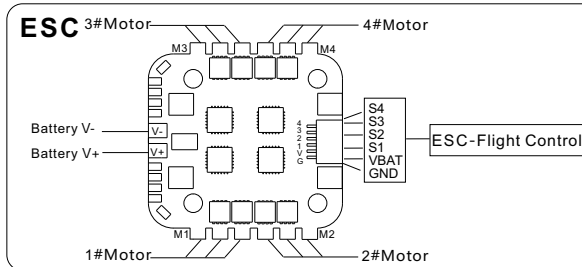 ESC 3#Motor 4#Motor
M3 M4
Battery V- V-
Battery V+ V+
4
3
2
1
V
G
S4
S3
S2
S1
VBAT
GND
ESC-Flight Control
M1 M2
1#Motor 2#Motor